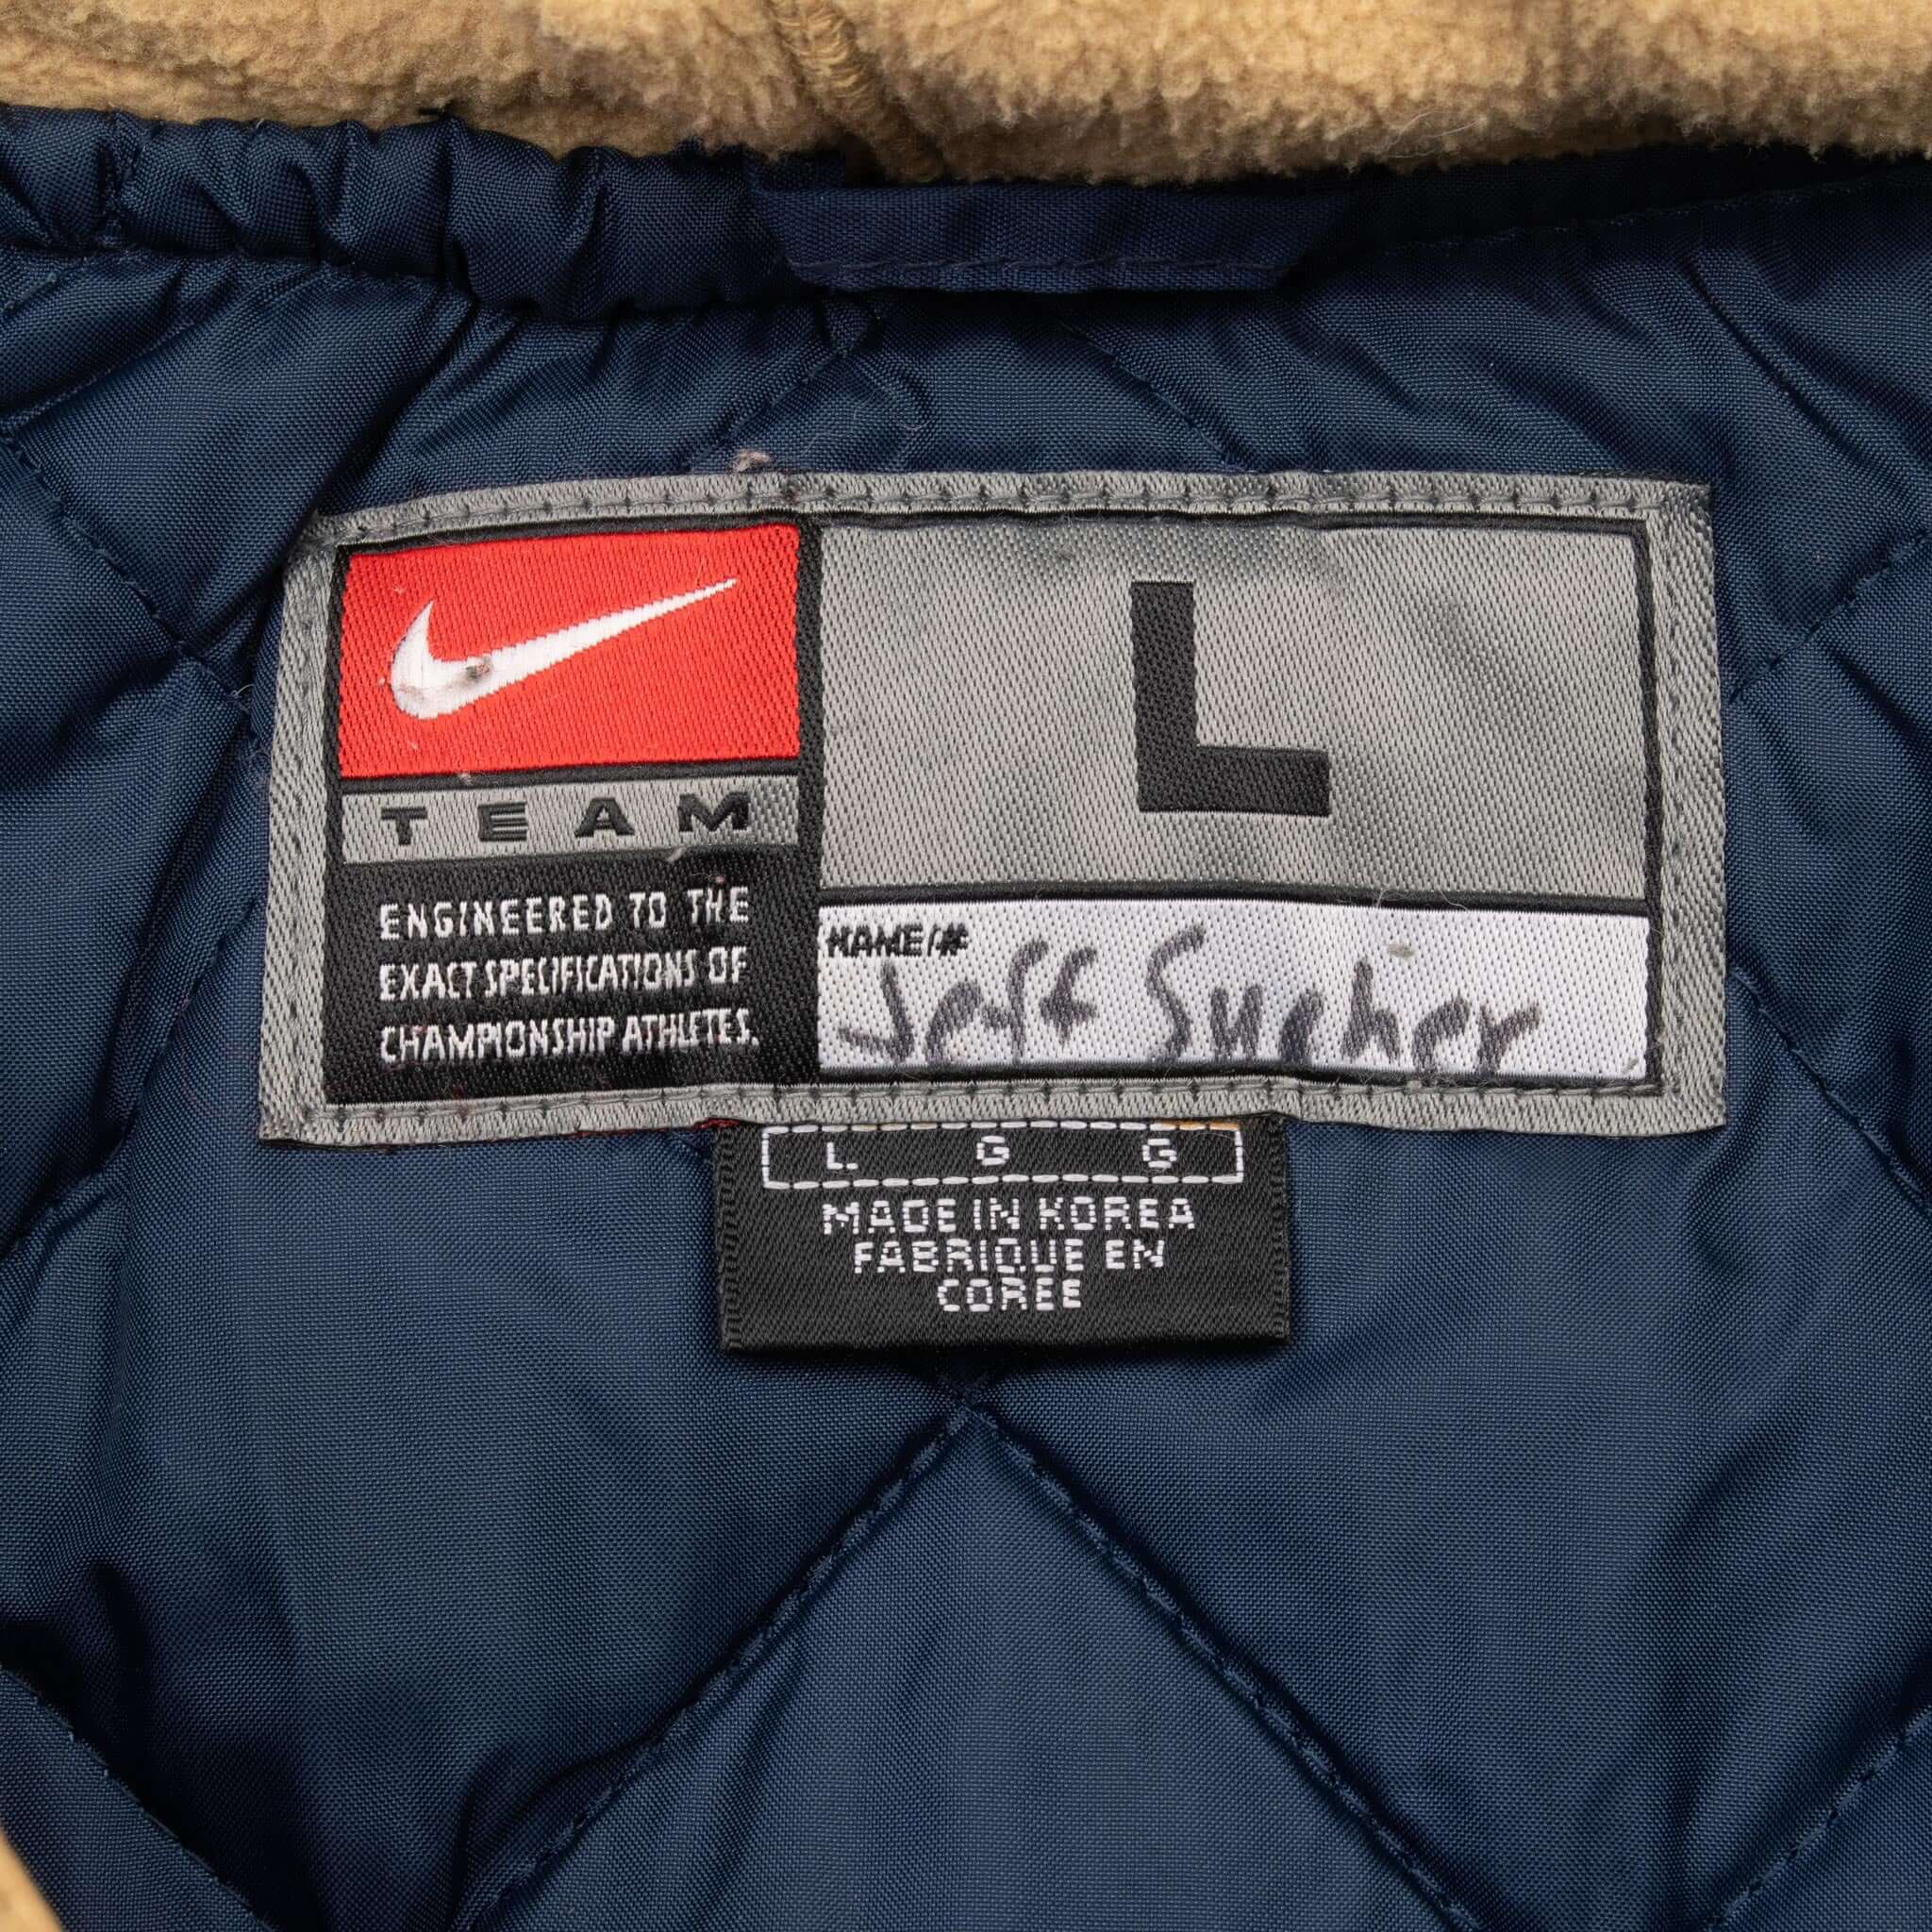 TEAM
ENGINEERED TO THE
EXACT SPECIFICATIONS OF
CHAMPIONSHIP ATHLETES.
L
NAME/#
Jeff Sucher
L G G
MADE IN KOREA
FABRIQUE EN
COREE